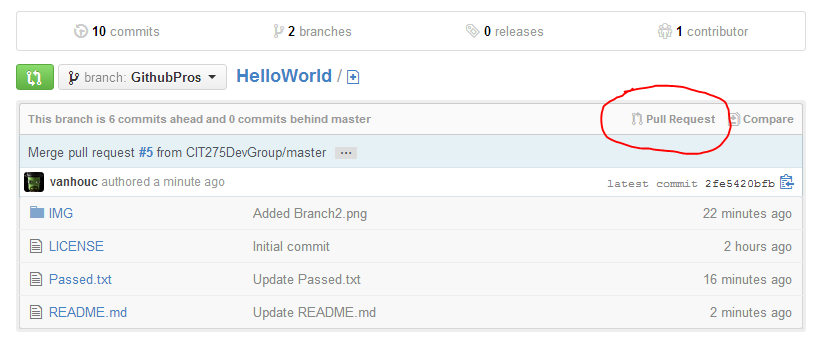 10 commits 2 branches 0 releases 1 contributor
branch: GithubPros HelloWorld /
This branch is 6 commits ahead and 0 commits behind master Pull Request Compare
Merge pull request #5 from CIT275DevGroup/master ...
vanhouc authored a minute ago latest commit 2fe5420bfb
IMG Added Branch2.png 22 minutes ago
LICENSE Initial commit 2 hours ago
Passed.txt Update Passed.txt 16 minutes ago
README.md Update README.md 2 minutes ago